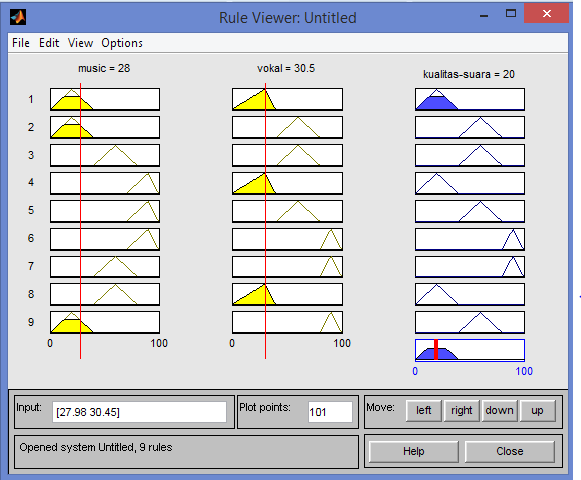 Rule Viewer: Untitled
File Edit View Options
music = 28
vokal = 30.5
kualitas-suara = 20
1
2
3
4
5
6
7
8
9
0 100
0 100
0 100
Input: [27.98 30.45]
Plot points: 101
Move: left right down up
Opened system Untitled, 9 rules
Help Close